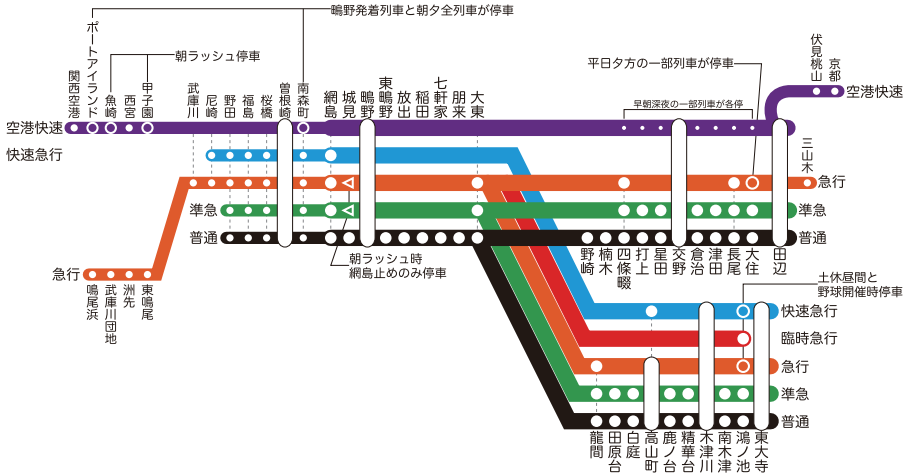 鴫野発着列車と朝夕全列車が停車
朝ラッシュ停車
平日夕方の一部列車が停車
早朝深夜の一部列車が各停
伏見桃山
京都
空港快速
関西空港
ポートアイランド
魚崎
西宮
甲子園
武庫川
尼崎
野田
福島
桜橋
曽根崎
南森町
網島
城見
鴫野
東鴫野
放出
稲田
七軒家
朋来
大東
空港快速
快速急行
三山木
急行
準急
準急
普通
普通
朝ラッシュ時
網島止めのみ停車
野崎
楠木
四條畷
打上
星田
交野
倉治
津田
長尾
大住
田辺
急行
鳴尾浜
武庫川団地
洲先
東鳴尾
土休昼間と
野球開催時停車
快速急行
臨時急行
急行
準急
普通
龍間
田原台
白庭
高山町
鹿ノ台
精華台
木津川
南木津
鴻ノ池
東大寺